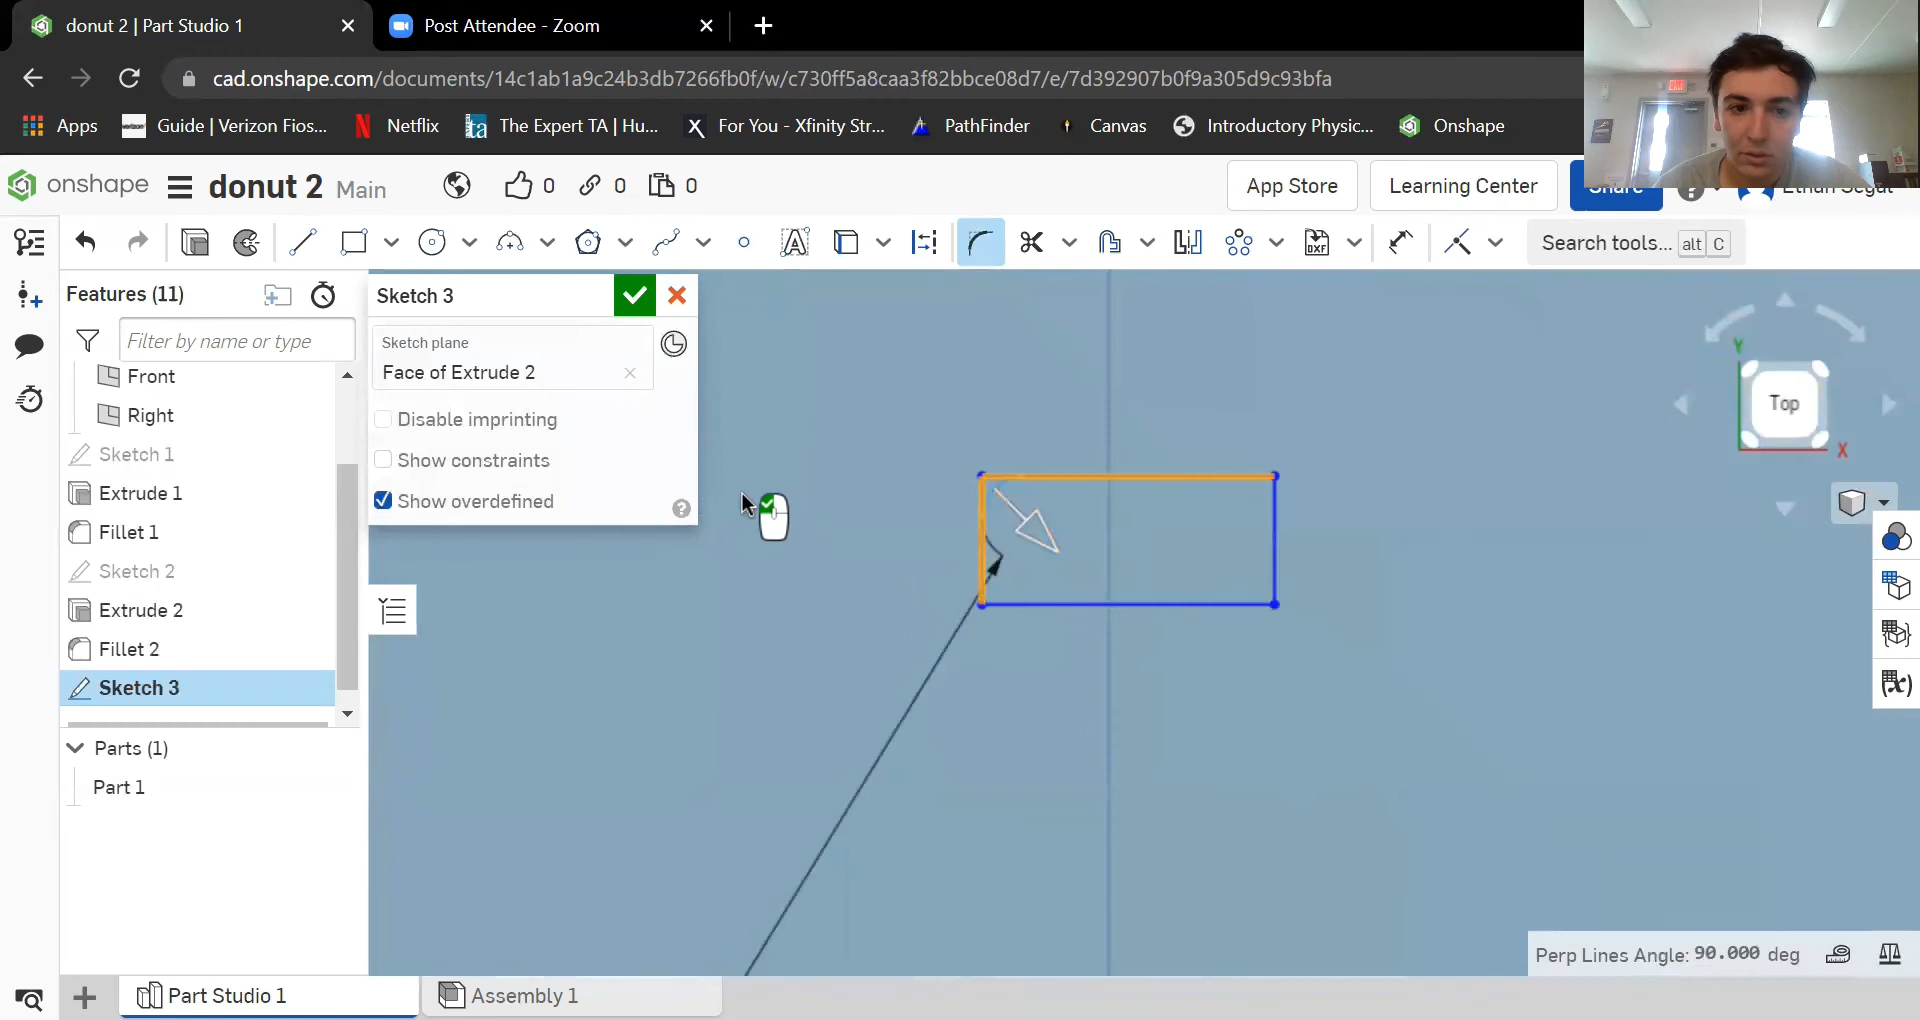 donut 2 | Part Studio 1
Post Attendee - Zoom
cad.onshape.com/documents/14c1ab1a9c24b3db7266fb0f/w/c730ff5a8caa3f82bbce08d7/e/7d392907b0f9a305d9c93bfa
Apps
Guide | Verizon Fios...
Netflix
The Expert TA | Hu...
For You - Xfinity Str...
PathFinder
Canvas
Introductory Physic...
Onshape
onshape
donut 2 Main
0
0
0
App Store
Learning Center
Share
Search tools... alt C
Features (11)
Filter by name or type
Front
Right
Sketch 1
Extrude 1
Fillet 1
Sketch 2
Extrude 2
Fillet 2
Sketch 3
Parts (1)
Part 1
Sketch 3
Sketch plane
Face of Extrude 2
Disable imprinting
Show constraints
Show overdefined
Y
Top
X
Perp Lines Angle: 90.000 deg
Part Studio 1
Assembly 1
EXIT